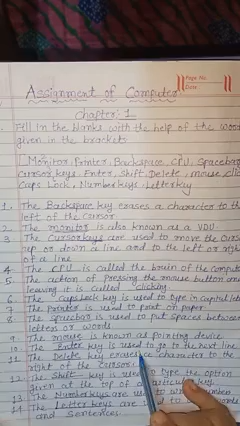 Page No.
Date
Assignment of Computer
Chapter: 1
Fill In the blanks with the help of the words
given in the brackets
Monitor, Printer, Backspace, CPU, Spacebar
Cursor keys, Enter, Shift, Delete, mouse, click
Caps Lock, Number keys, Letter key
1. The Backspace key erases a character to the
left of the cursor
2. The monitor is also known as a VDU
3. The Cursor keys can used to move the Cursor
up, down a line and to the left or right
of a line
4. The CPU is called the brain of the Computer
5. The action of Pressing the mouse button and
it is called clicking.
6. The Caps Lock key is used to type in Capital letters
7. The Printer is used to print on paper
8. The Spacebar is used to put spaces between
letters or words
9. The mouse is known as pointing device
10. The Enter key is used to go to the next line
11. The Delete key erases a character to the
right of the cursor.
12. The Shift key is used to type the option
given at the top of a particular key.
13. The Number keys are used to numbers
14. The Letter keys are words
and Sentences.